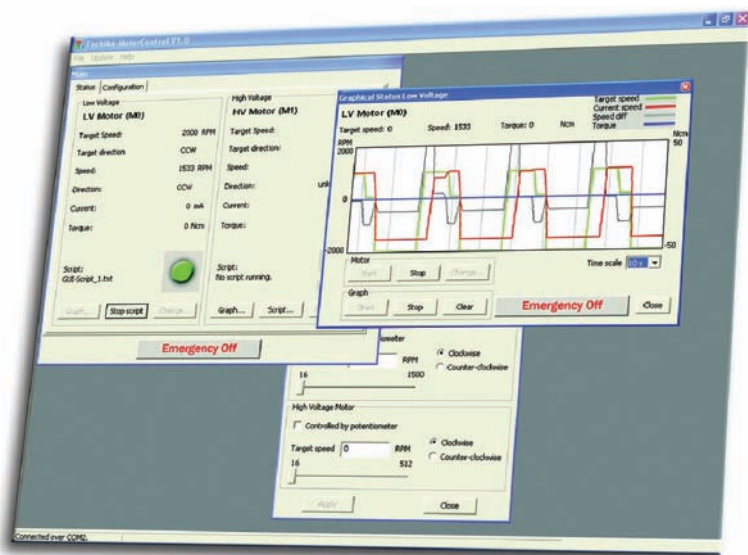 Toshiba MotorControl V1.0
File Update Help
Main
Status Configuration
Low Voltage
LV Motor (M0)
Target Speed: 2000 RPM
Target direction CCW
Speed: 1533 RPM
Direction: CCW
Current: 0 mA
Torque: 0 Ncm
Script:
GUI-Script_1.txt
Graph... Stop script Change...
High Voltage
HV Motor (M1)
Target Speed:
Target direction:
Speed:
Direction: unk
Current:
Torque:
Script:
No script running.
Graph... Script...
Emergency Off
Graphical Status Low Voltage
LV Motor (M0)
Target speed: 0 Speed: 1533 Torque: 0 Ncm
Target speed
Current speed
Speed diff
Torque
RPM
2000
0
-2000
Ncm
50
-50
Motor
Start Stop Change...
Time scale 10 s
Graph
Start Stop Clear
Emergency Off
Close
RPM
16 1500
Clockwise
Counter-clockwise
High Voltage Motor
Controlled by potentiometer
Target speed 0 RPM
16 512
Clockwise
Counter-clockwise
Apply Close
Connected over COM2.